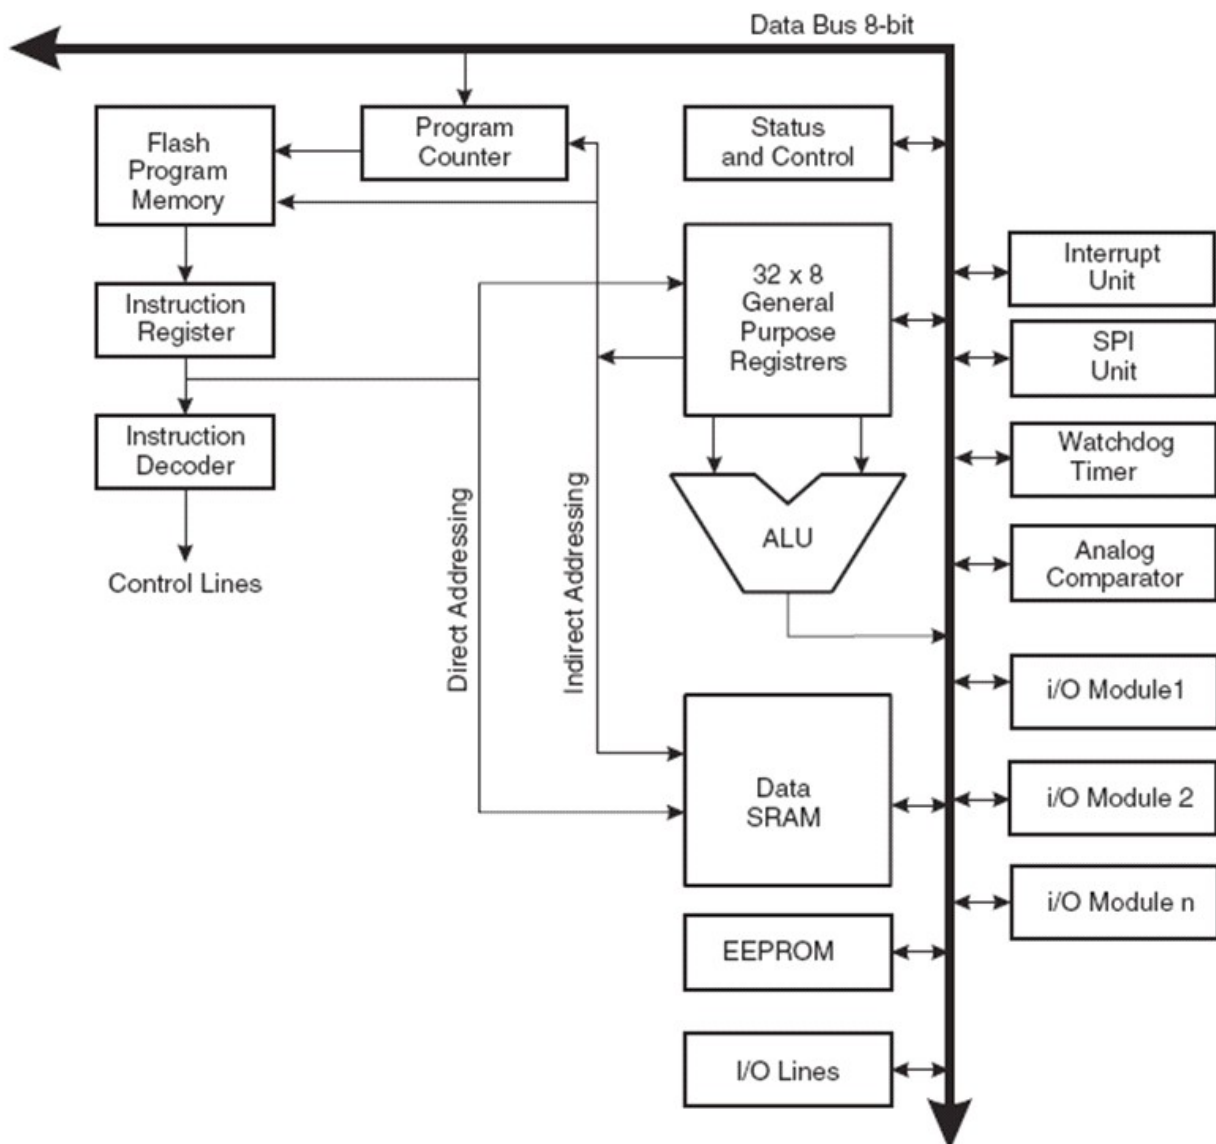 Data Bus 8-bit
Flash
Program
Memory
Program
Counter
Status
and Control
Interrupt
Unit
32 x 8
General
Purpose
Registrers
Instruction
Register
SPI
Unit
Instruction
Decoder
Watchdog
Timer
Direct Addressing
Indirect Addressing
ALU
Analog
Comparator
Control Lines
i/O Module1
Data
SRAM
i/O Module 2
i/O Module n
EEPROM
I/O Lines